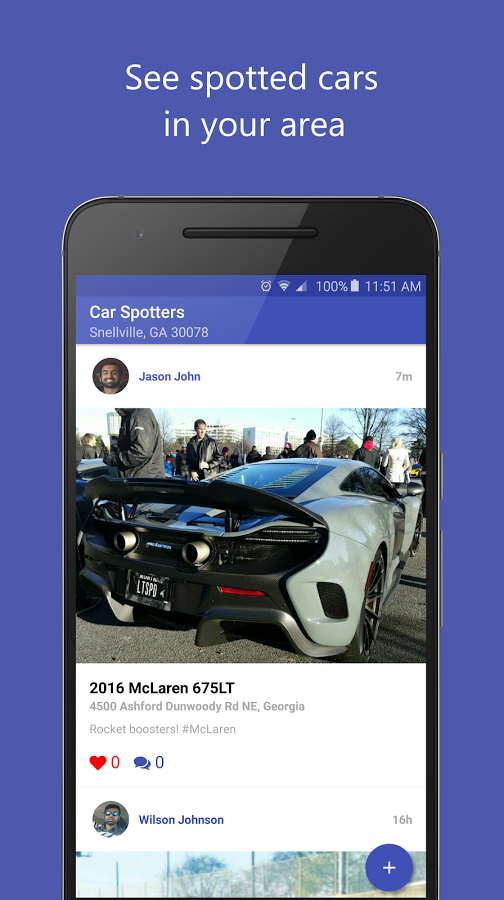 See spotted cars
in your area
100% 11:51 AM
Car Spotters
Snellville, GA 30078
Jason John 7m
McLaren
LTSPD
2016 McLaren 675LT
4500 Ashford Dunwoody Rd NE, Georgia
Rocket boosters! #McLaren
0 0
Wilson Johnson 16h
+